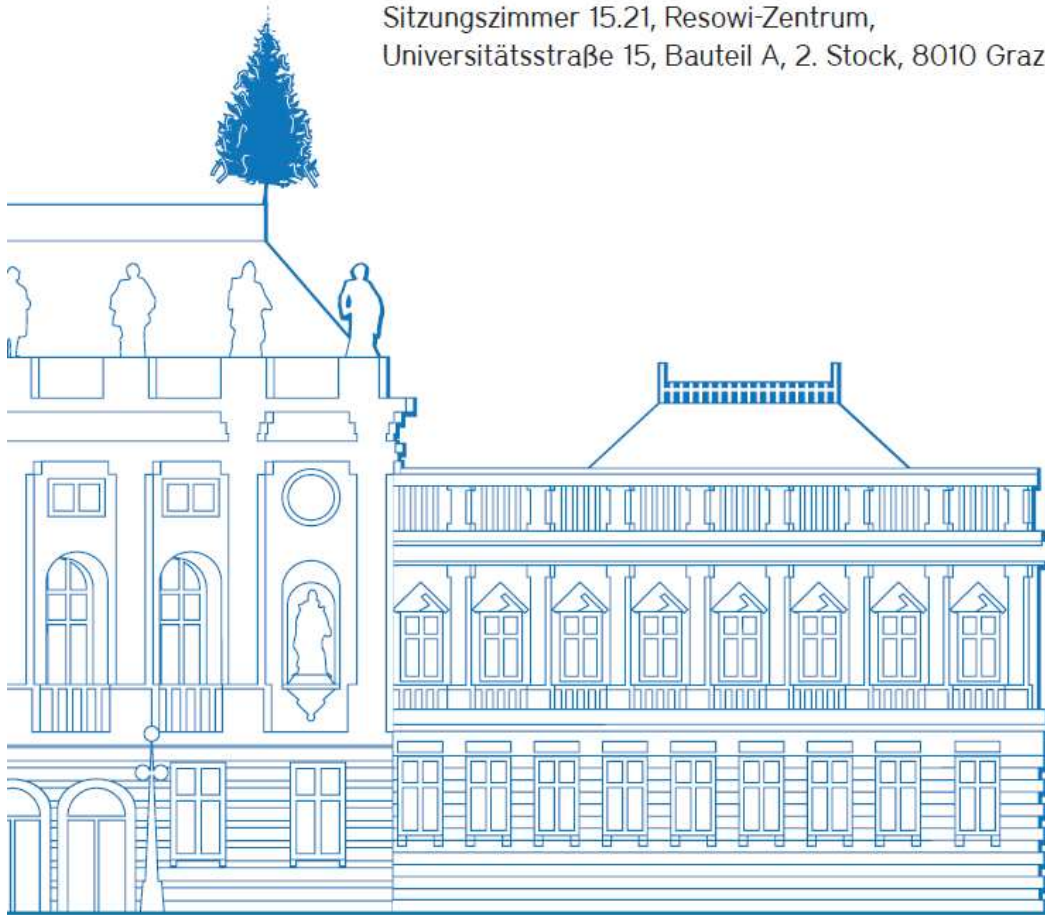 Sitzungszimmer 15.21, Resowi-Zentrum,
Universitätsstraße 15, Bauteil A, 2. Stock, 8010 Graz